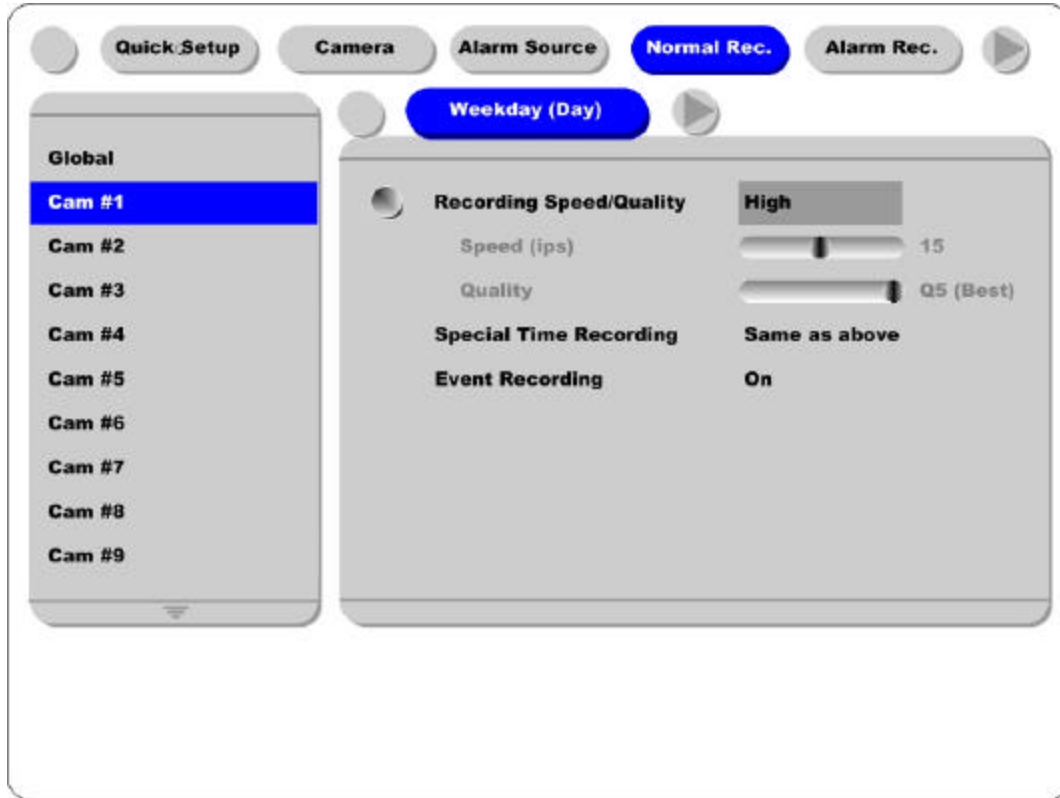 Quick Setup
Camera
Alarm Source
Normal Rec.
Alarm Rec.
Weekday (Day)
Global
Cam #1
Cam #2
Cam #3
Cam #4
Cam #5
Cam #6
Cam #7
Cam #8
Cam #9
Recording Speed/Quality High
Speed (ips) 15
Quality Q5 (Best)
Special Time Recording Same as above
Event Recording On